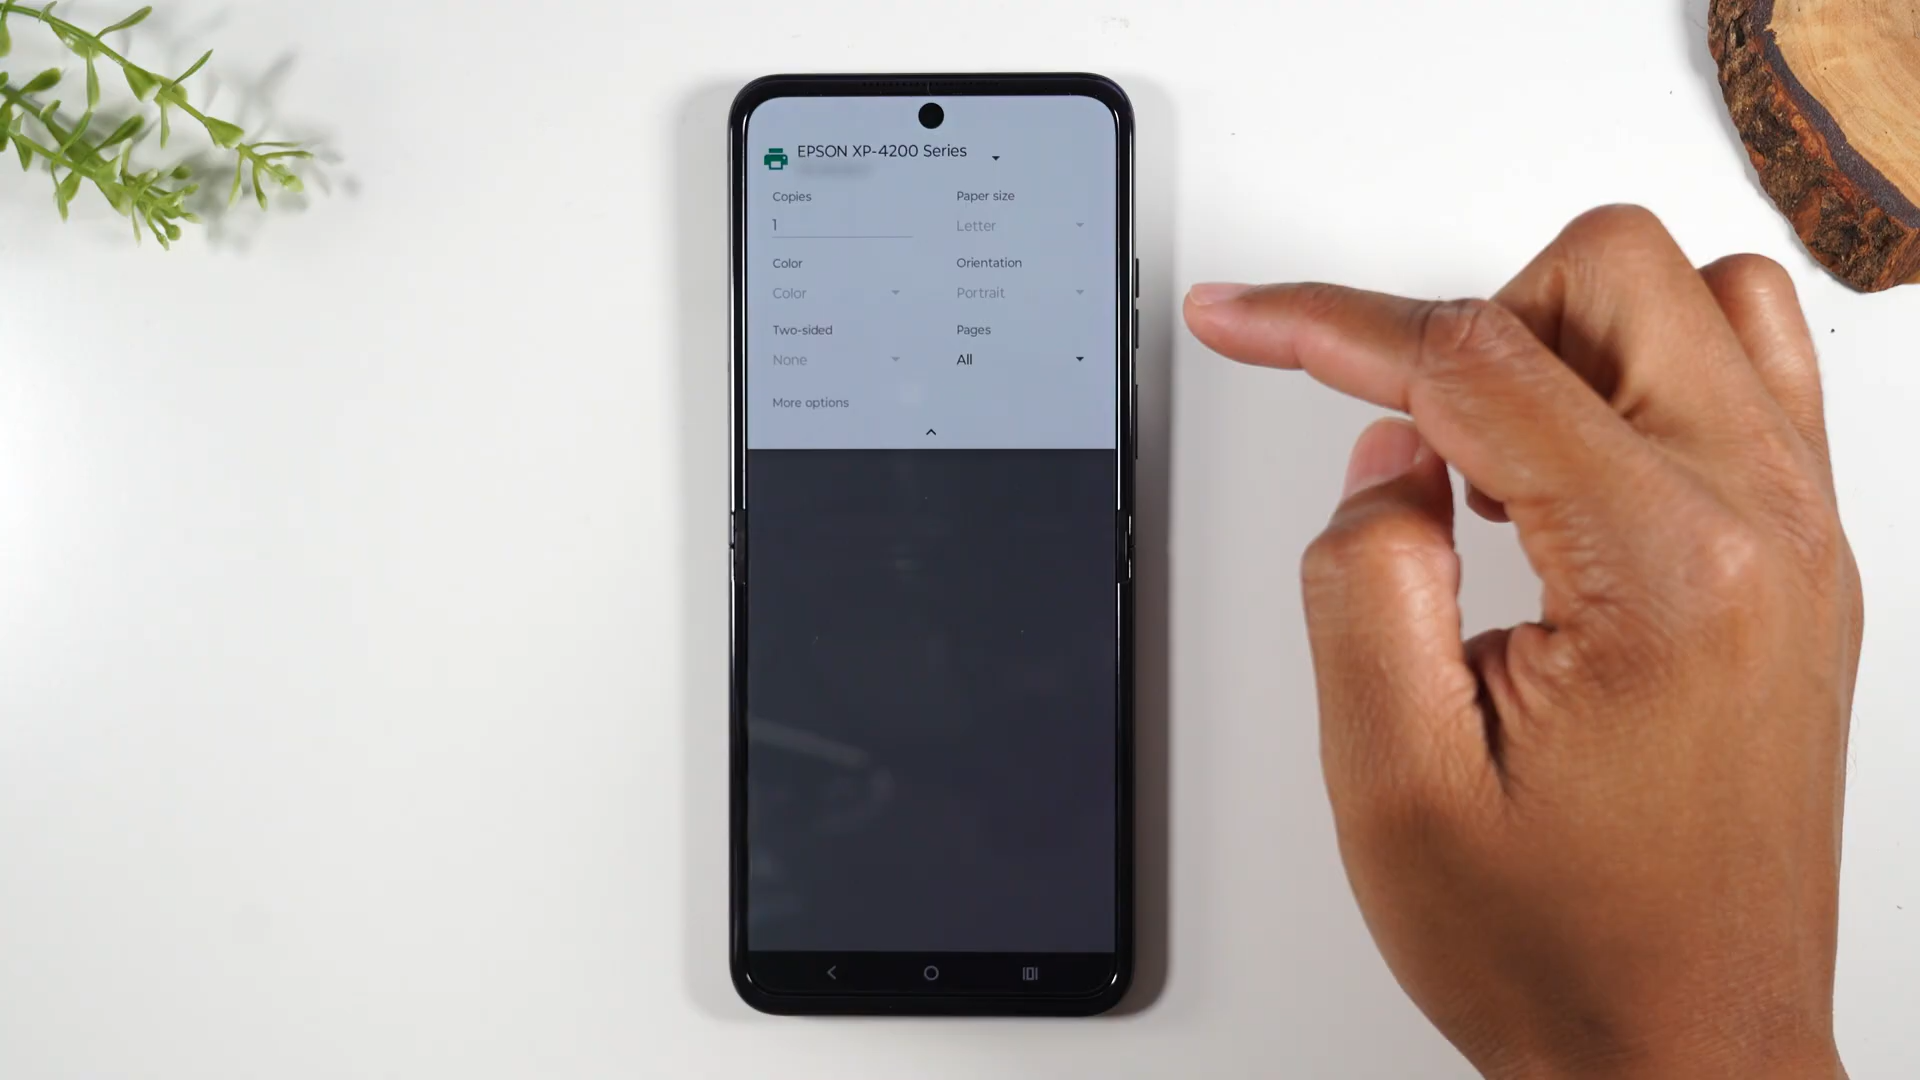 EPSON XP-4200 Series
Copies
Paper size
1
Letter
Color
Orientation
Color
Portrait
Two-sided
Pages
None
All
More options